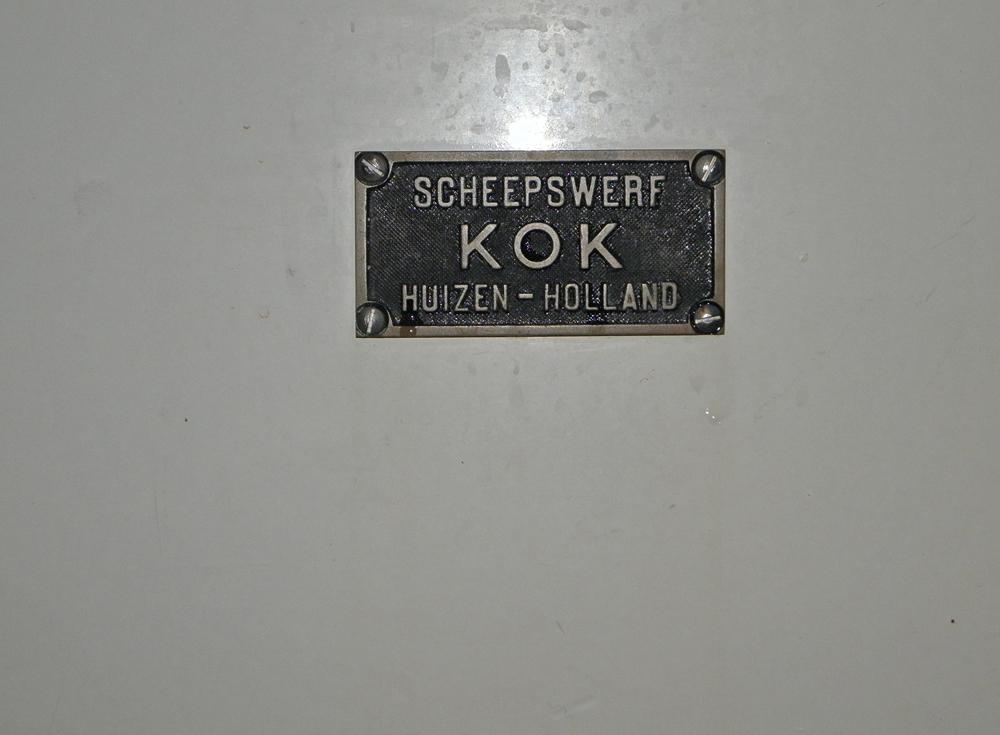 SCHEEPSWERF
KOK
HUIZEN - HOLLAND